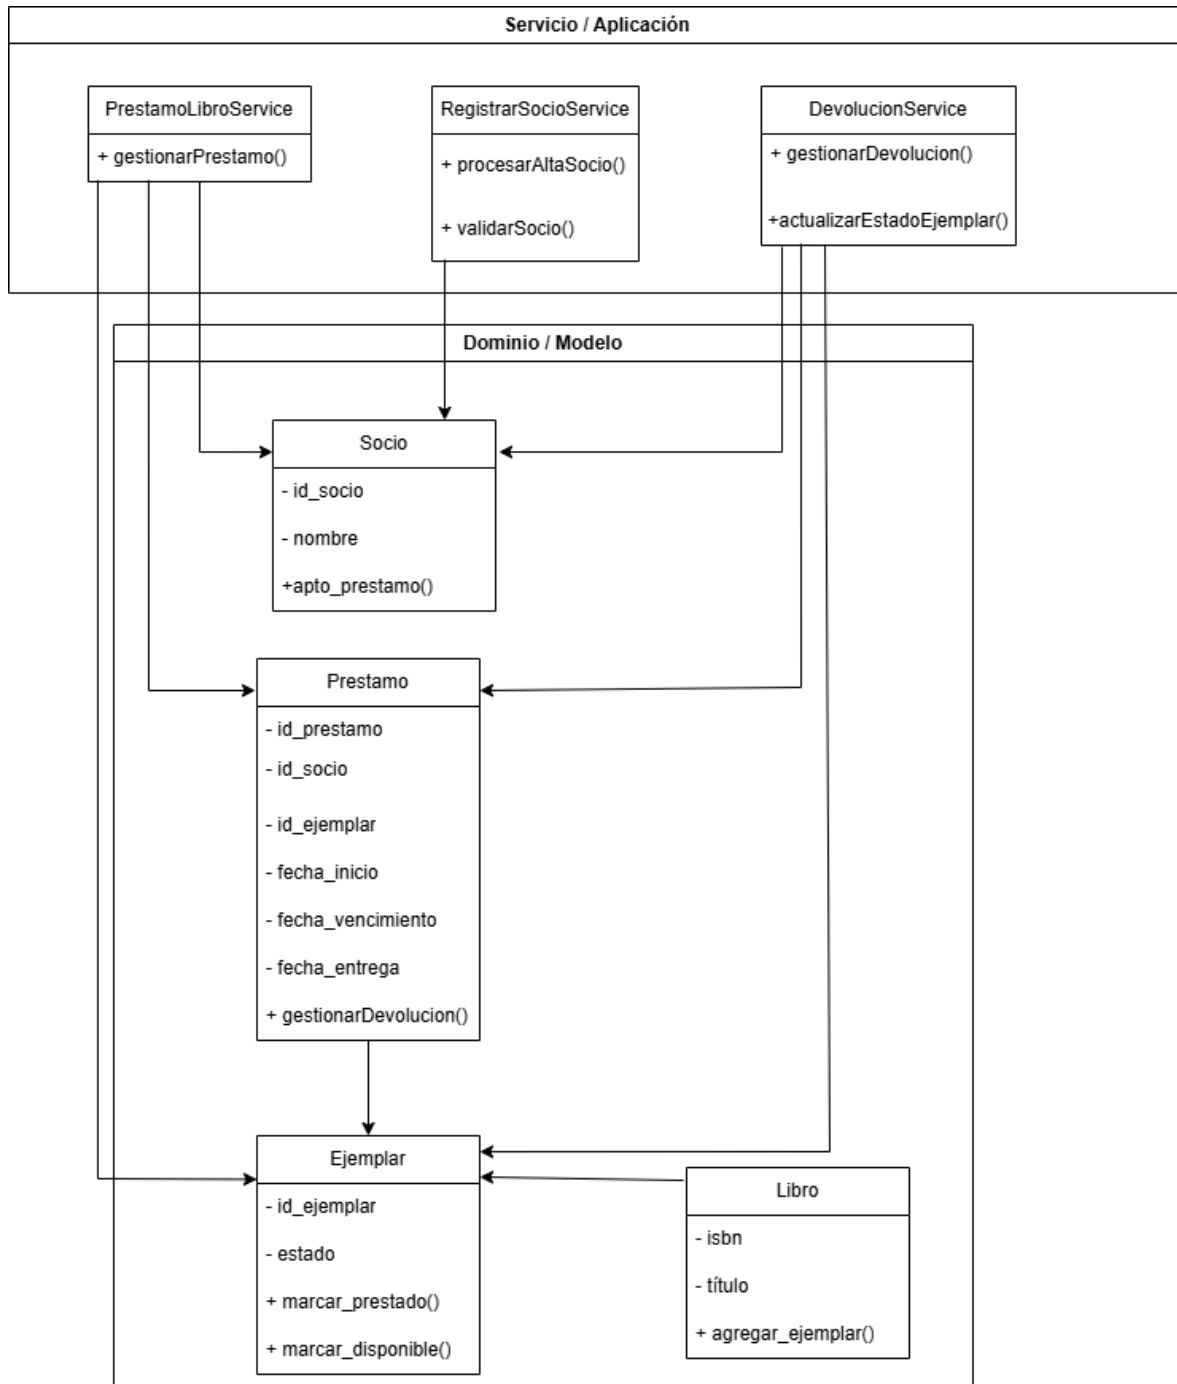 Servicio / Aplicación
PrestamoLibroService
+ gestionarPrestamo()
RegistrarSocioService
+ procesarAltaSocio()
+ validarSocio()
DevolucionService
+ gestionarDevolucion()
+actualizarEstadoEjemplar()
Dominio / Modelo
Socio
- id_socio
- nombre
+apto_prestamo()
Prestamo
- id_prestamo
- id_socio
- id_ejemplar
- fecha_inicio
- fecha_vencimiento
- fecha_entrega
+ gestionarDevolucion()
Ejemplar
- id_ejemplar
- estado
+ marcar_prestado()
+ marcar_disponible()
Libro
- isbn
- título
+ agregar_ejemplar()